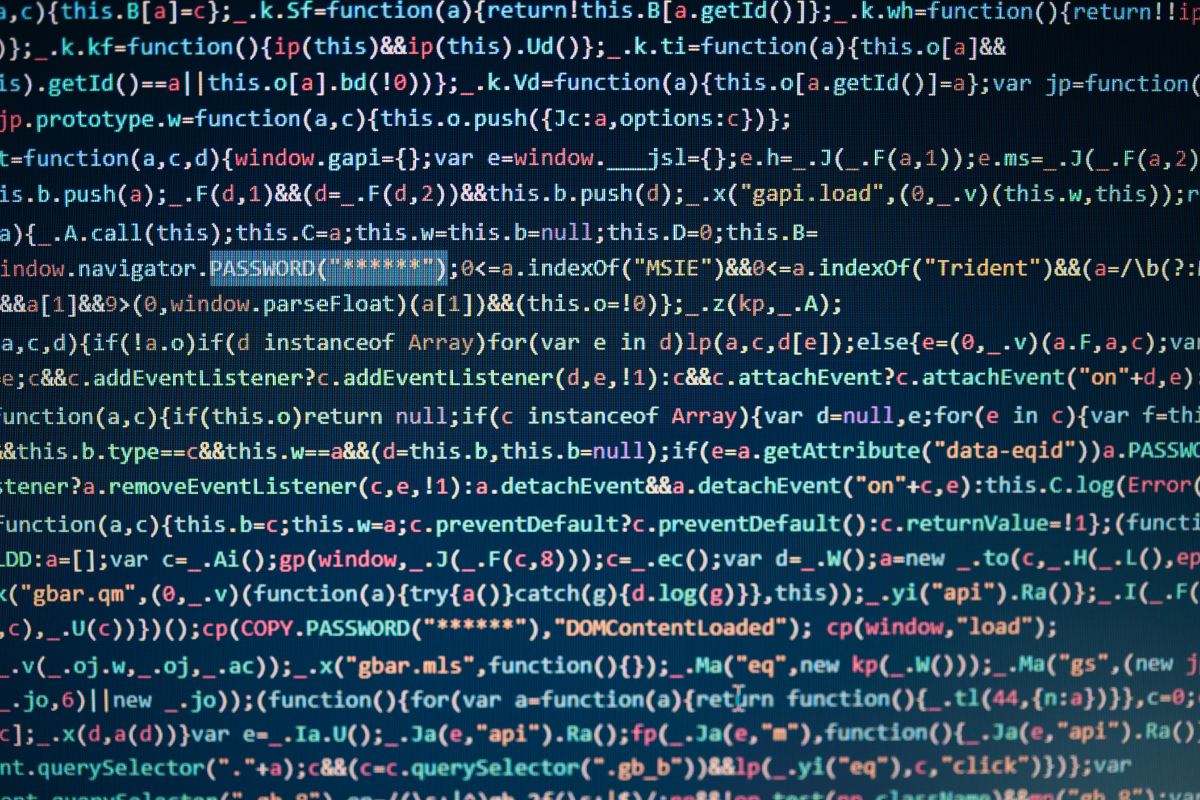 a,c){this.B[a]=c};_.k.Sf=function(a){return!this.B[a.getId()]};_.k.wh=function(){return!!ip
)};_.k.kf=function(){ip(this)&&ip(this).Ud()};_.k.ti=function(a){this.o[a]&&
is).getId()==a||this.o[a].bd(!0))};_.k.Vd=function(a){this.o[a.getId()]=a};var jp=function(
jp.prototype.w=function(a,c){this.o.push({Jc:a,options:c})};
t=function(a,c,d){window.gapi={};var e=window.___jsl={};e.h=_.J(_.F(a,1));e.ms=_.J(_.F(a,2)
is.b.push(a);_.F(d,1)&&(d=_.F(d,2))&&this.b.push(d);_.x("gapi.load",(0,_.v)(this.w,this));r
a){_.A.call(this);this.C=a;this.w=this.b=null;this.D=0;this.B=
indow.navigator.PASSWORD("******");0<=a.indexOf("MSIE")&&0<=a.indexOf("Trident")&&(a=/\b(?:
&&a[1]&&9>(0,window.parseFloat)(a[1])&&(this.o=!0)};_.z(kp,_.A);
a,c,d){if(!a.o)if(d instanceof Array)for(var e in d)lp(a,c,d[e]);else{e=(0,_.v)(a.F,a,c);var
=e;c&&c.addEventListener?c.addEventListener(d,e,!1):c&&c.attachEvent?c.attachEvent("on"+d,e)
function(a,c){if(this.o)return null;if(c instanceof Array){var d=null,e;for(e in c){var f=thi
&this.b.type==c&&this.w==a&&(d=this.b,this.b=null);if(e=a.getAttribute("data-eqid"))a.PASSWO
stener?a.removeEventListener(c,e,!1):a.detachEvent&&a.detachEvent("on"+c,e):this.C.log(Error(
function(a,c){this.b=c;this.w=a;c.preventDefault?c.preventDefault():c.returnValue=!1};(functi
LDD:a=[];var c=_.Ai();gp(window,_.J(_.F(c,8)));c=_.ec();var d=_.W();a=new _.to(c,_.H(_.L(),ep
x("gbar.qm",(0,_.v)(function(a){try{a()}catch(g){d.log(g)}},this));_.yi("api").Ra()};_.I(_.F(
,c),_.U(c))})();cp(COPY.PASSWORD("******"),"DOMContentLoaded"); cp(window,"load");
_.v(_.oj.w,_.oj,_.ac));_.x("gbar.mls",function(){});_.Ma("eq",new kp(_.W()));_.Ma("gs",(new j
_.jo,6)||new _.jo));(function(){for(var a=function(a){return function(){_.tl(44,{n:a})}},c=0;
c];_.x(d,a(d))}var e=_.Ia.U();_.Ja(e,"api").Ra();fp(_.Ja(e,"m"),function(){_.Ja(e,"api").Ra()
nt.querySelector("."+a);c&&(c=c.querySelector(".gb_b"))&&lp(_.yi("eq"),c,"click")})};var